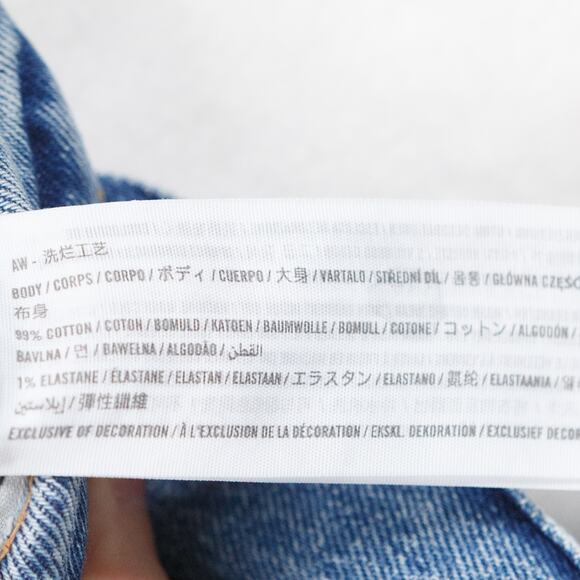 AW - 洗烂工艺
BODY / CORPS / CORPO / ボディ / CUERPO / 大身 / VARTALO / STŘEDNÍ DÍL / 몸통 / GŁÓWNA CZĘŚĆ
布身
99% COTTON / COTON / BOMULD / KATOEN / BAUMWOLLE / BOMULL / COTONE / コットン / ALGODÓN /
BAVLNA / 면 / BAWEŁNA / ALGODÃO / القطن
1% ELASTANE / ÉLASTANE / ELASTAN / ELASTAAN / エラスタン / ELASTANO / 氨纶 / ELASTAANIA /
إيلاستين / 彈性纖維
EXCLUSIVE OF DECORATION / À L'EXCLUSION DE LA DÉCORATION / EKSKL. DEKORATION / EXCLUSIEF DECOR